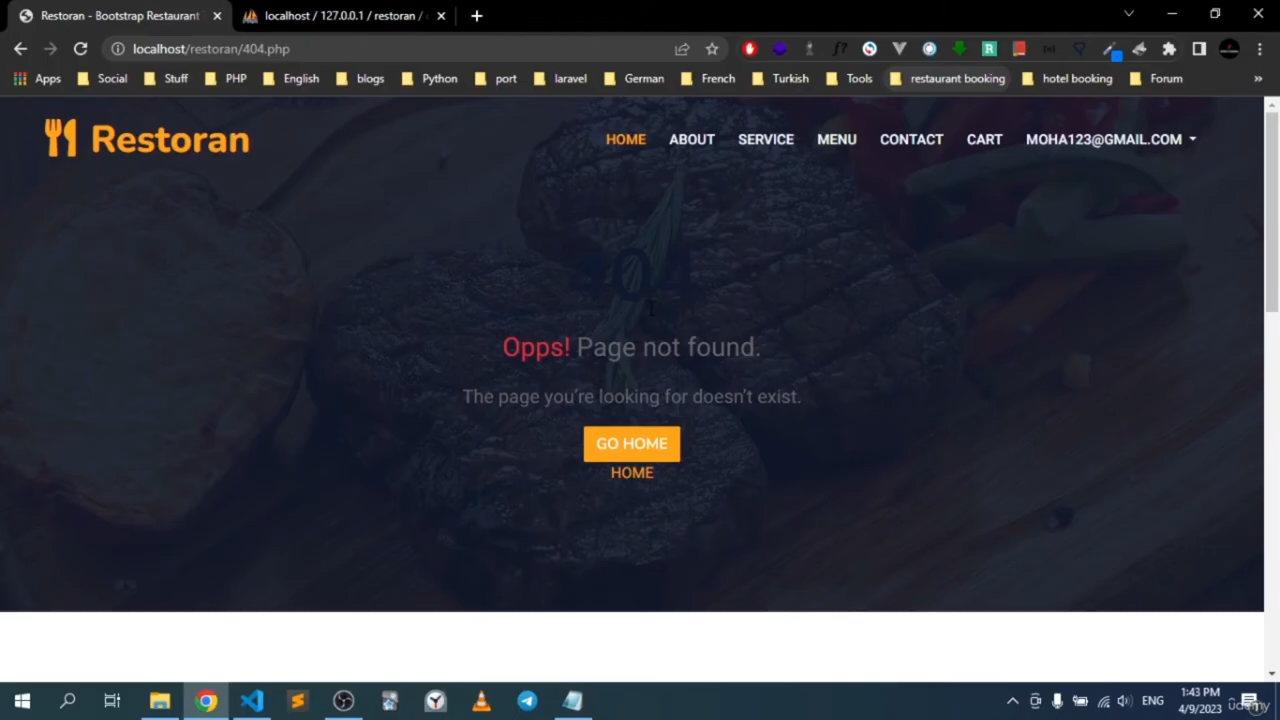 Restoran - Bootstrap Restaurant
localhost / 127.0.0.1 / restoran /
localhost/restoran/404.php
Apps
Social
Stuff
PHP
English
blogs
Python
port
laravel
German
French
Turkish
Tools
restaurant booking
hotel booking
Forum
Restoran
HOME
ABOUT
SERVICE
MENU
CONTACT
CART
MOHA123@GMAIL.COM
404
Opps! Page not found.
The page you're looking for doesn't exist.
GO HOME
HOME
ENG
1:43 PM
4/9/2023
udemy